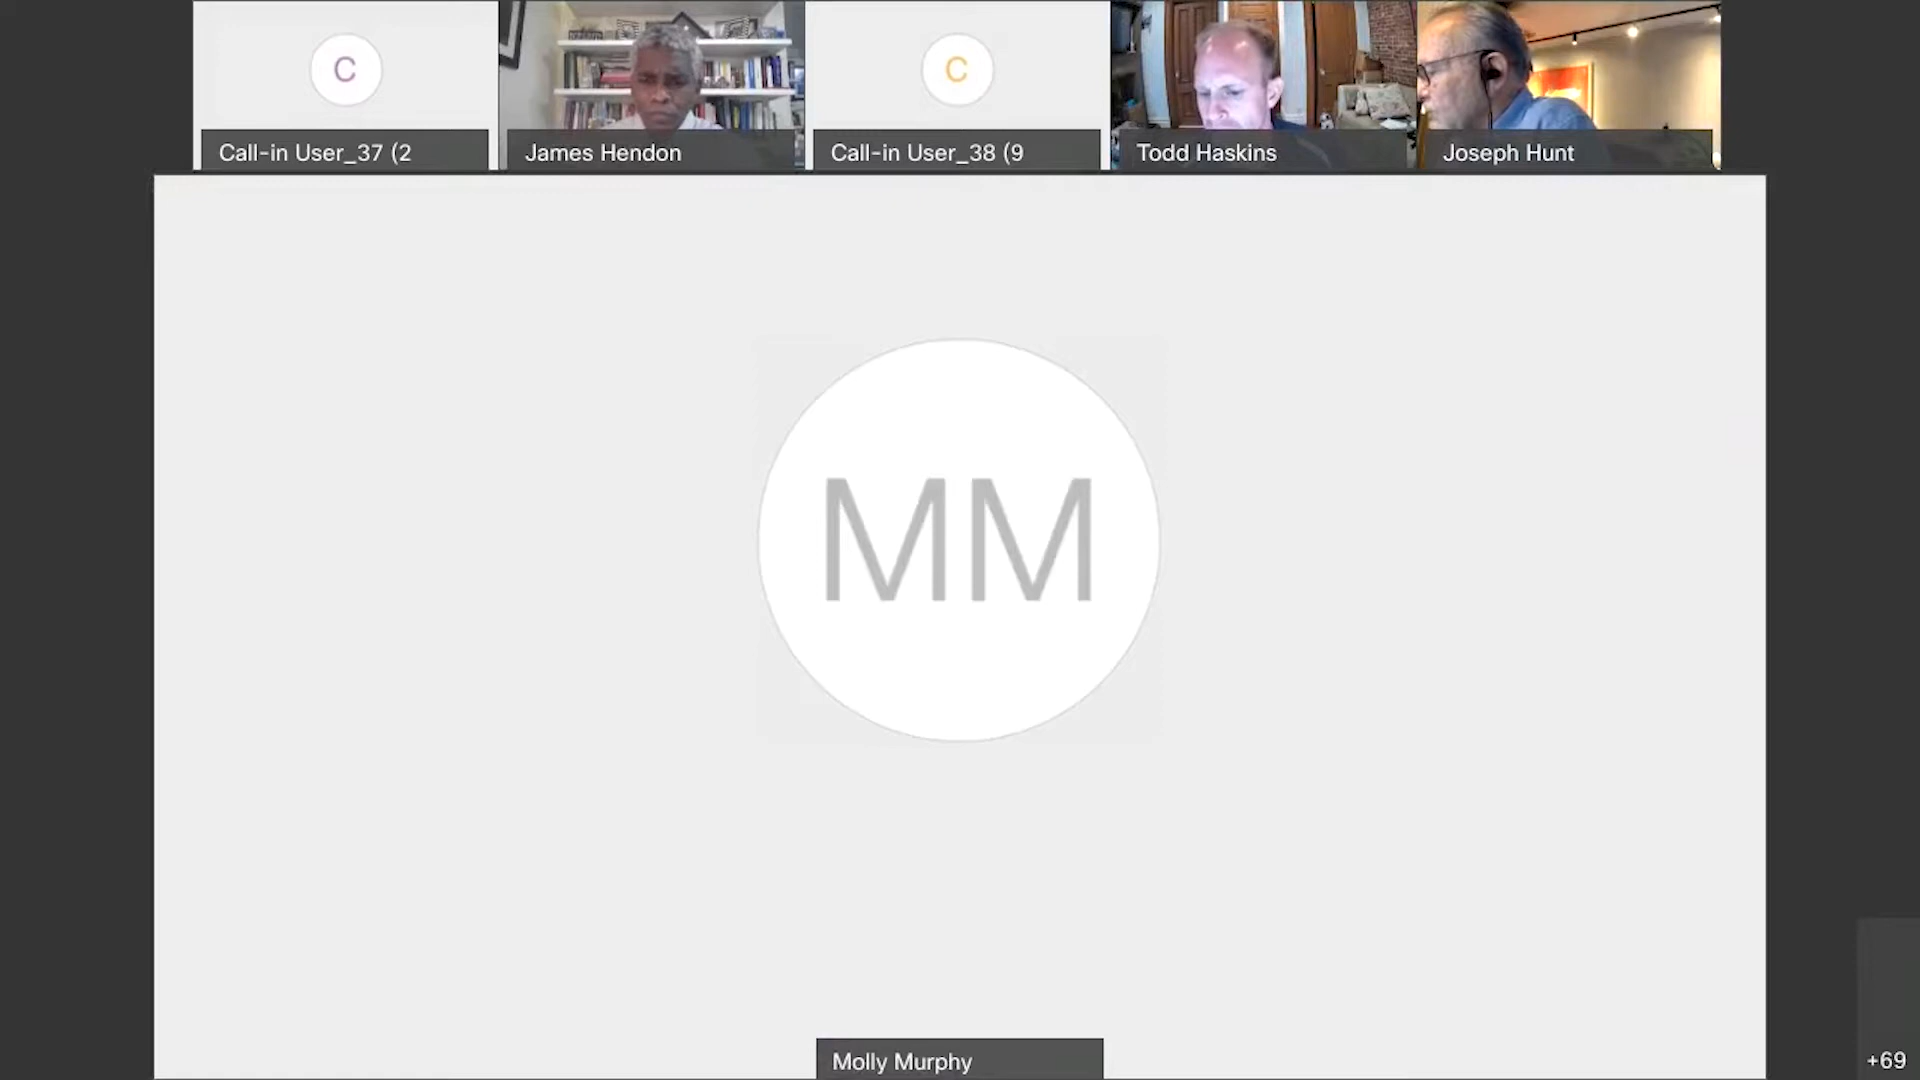 C
C
Call-in User_37 (2
James Hendon
Call-in User_38 (9
Todd Haskins
Joseph Hunt
MM
Molly Murphy
+69